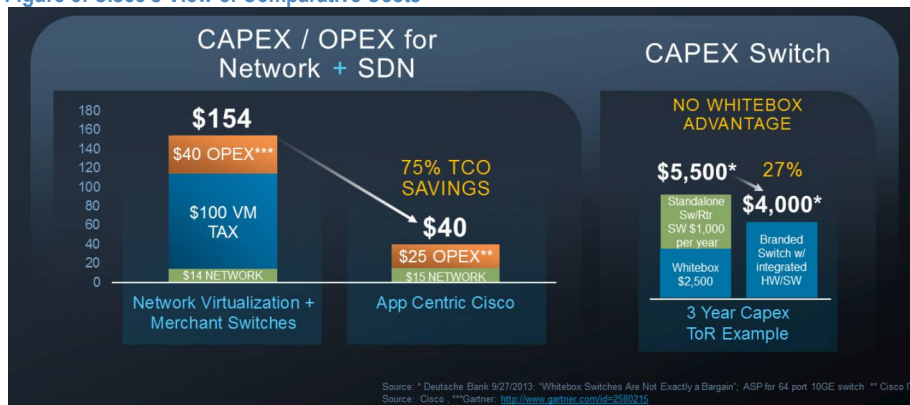 CAPEX / OPEX for
Network + SDN
180
160
140
120
100
80
60
40
20
0
$154
$40 OPEX***
$100 VM
TAX
$14 NETWORK
75% TCO
SAVINGS
$40
$25 OPEX**
$15 NETWORK
Network Virtualization +
Merchant Switches
App Centric Cisco
CAPEX Switch
NO WHITEBOX
ADVANTAGE
$5,500*
27%
$4,000*
Standalone
Sw/Rtr
SW $1,000
per year
Whitebox
$2,500
Branded
Switch w/
integrated
HW/SW
3 Year Capex
ToR Example
Source: * Deutsche Bank 9/27/2013: "Whitebox Switches Are Not Exactly a Bargain"; ASP for 64 port 10GE switch ** Cisco
Source: Cisco , ***Gartner: http://www.gartner.com/id=2580215